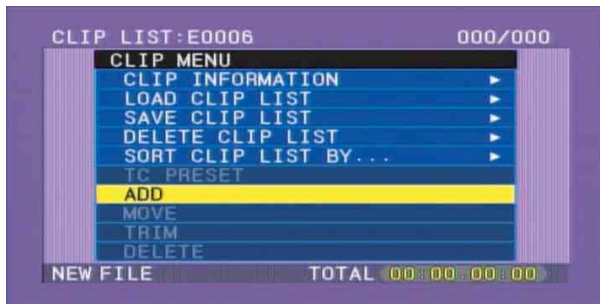 CLIP LIST:E0006 000/000
CLIP MENU
CLIP INFORMATION ►
LOAD CLIP LIST ►
SAVE CLIP LIST ►
DELETE CLIP LIST ►
SORT CLIP LIST BY... ►
TC PRESET
ADD
MOVE
TRIM
DELETE
NEW FILE TOTAL 00:00:00:00